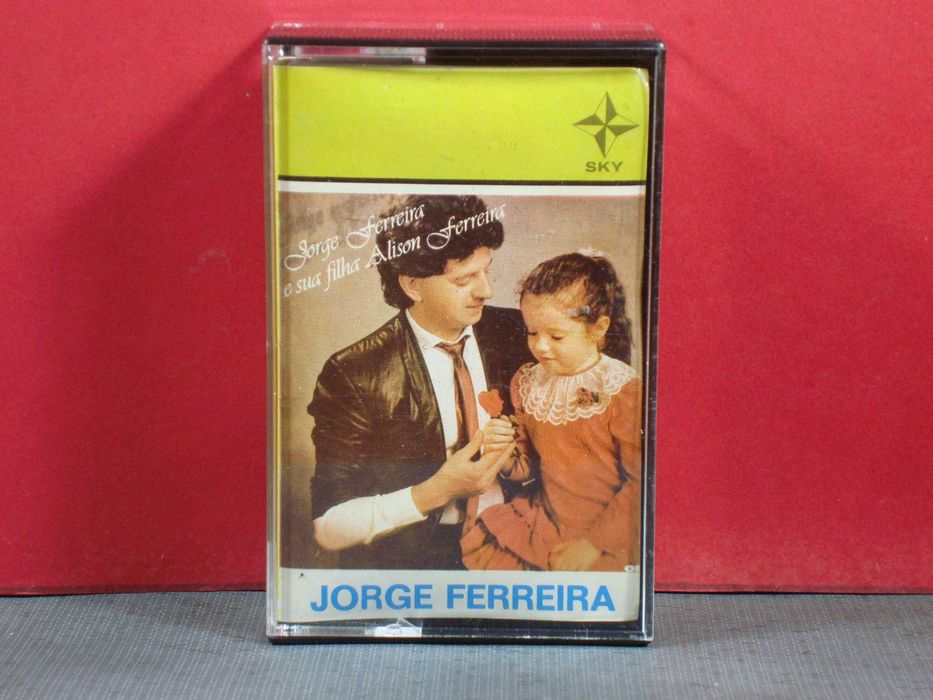 SKY
Jorge Ferreira
e sua filha Alison Ferreira
JORGE FERREIRA